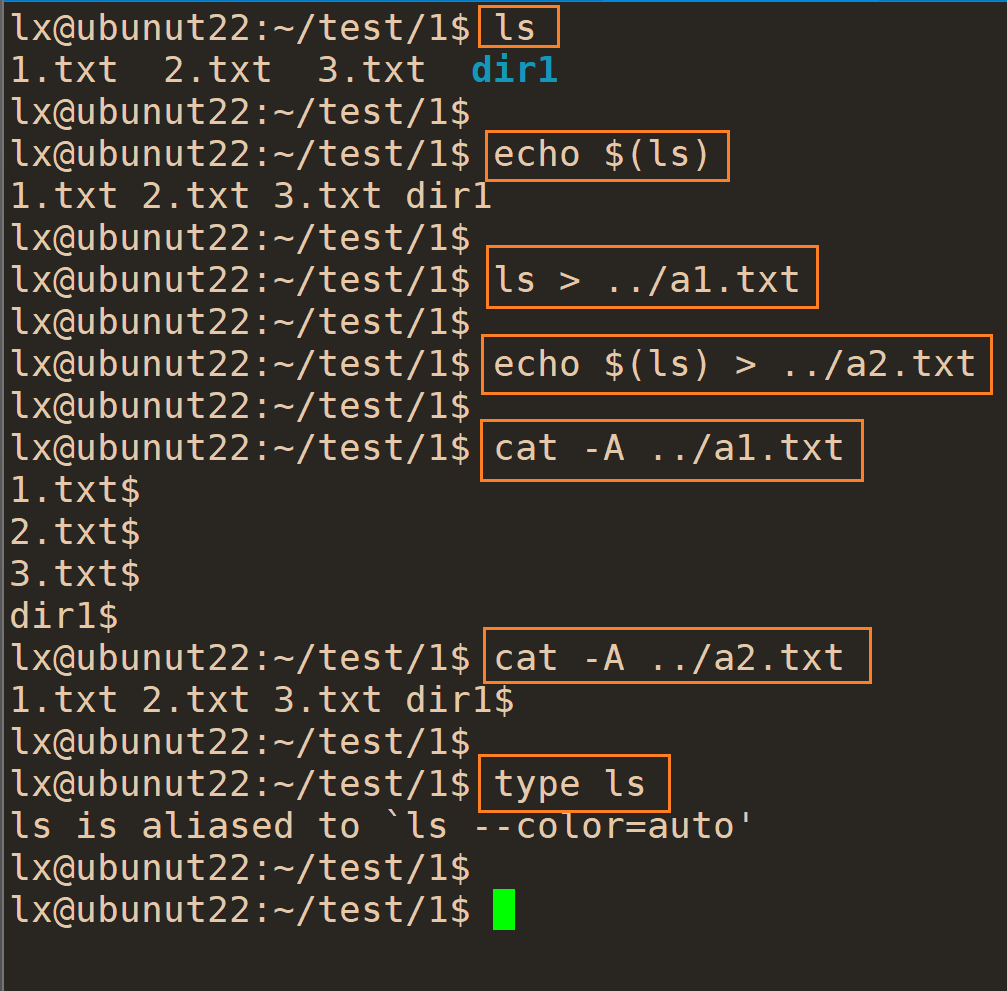 lx@ubunut22:~/test/1$ ls
1.txt  2.txt  3.txt  dir1
lx@ubunut22:~/test/1$
lx@ubunut22:~/test/1$ echo $(ls)
1.txt 2.txt 3.txt dir1
lx@ubunut22:~/test/1$
lx@ubunut22:~/test/1$ ls > ../a1.txt
lx@ubunut22:~/test/1$
lx@ubunut22:~/test/1$ echo $(ls) > ../a2.txt
lx@ubunut22:~/test/1$
lx@ubunut22:~/test/1$ cat -A ../a1.txt
1.txt$
2.txt$
3.txt$
dir1$
lx@ubunut22:~/test/1$ cat -A ../a2.txt
1.txt 2.txt 3.txt dir1$
lx@ubunut22:~/test/1$
lx@ubunut22:~/test/1$ type ls
ls is aliased to `ls --color=auto'
lx@ubunut22:~/test/1$
lx@ubunut22:~/test/1$